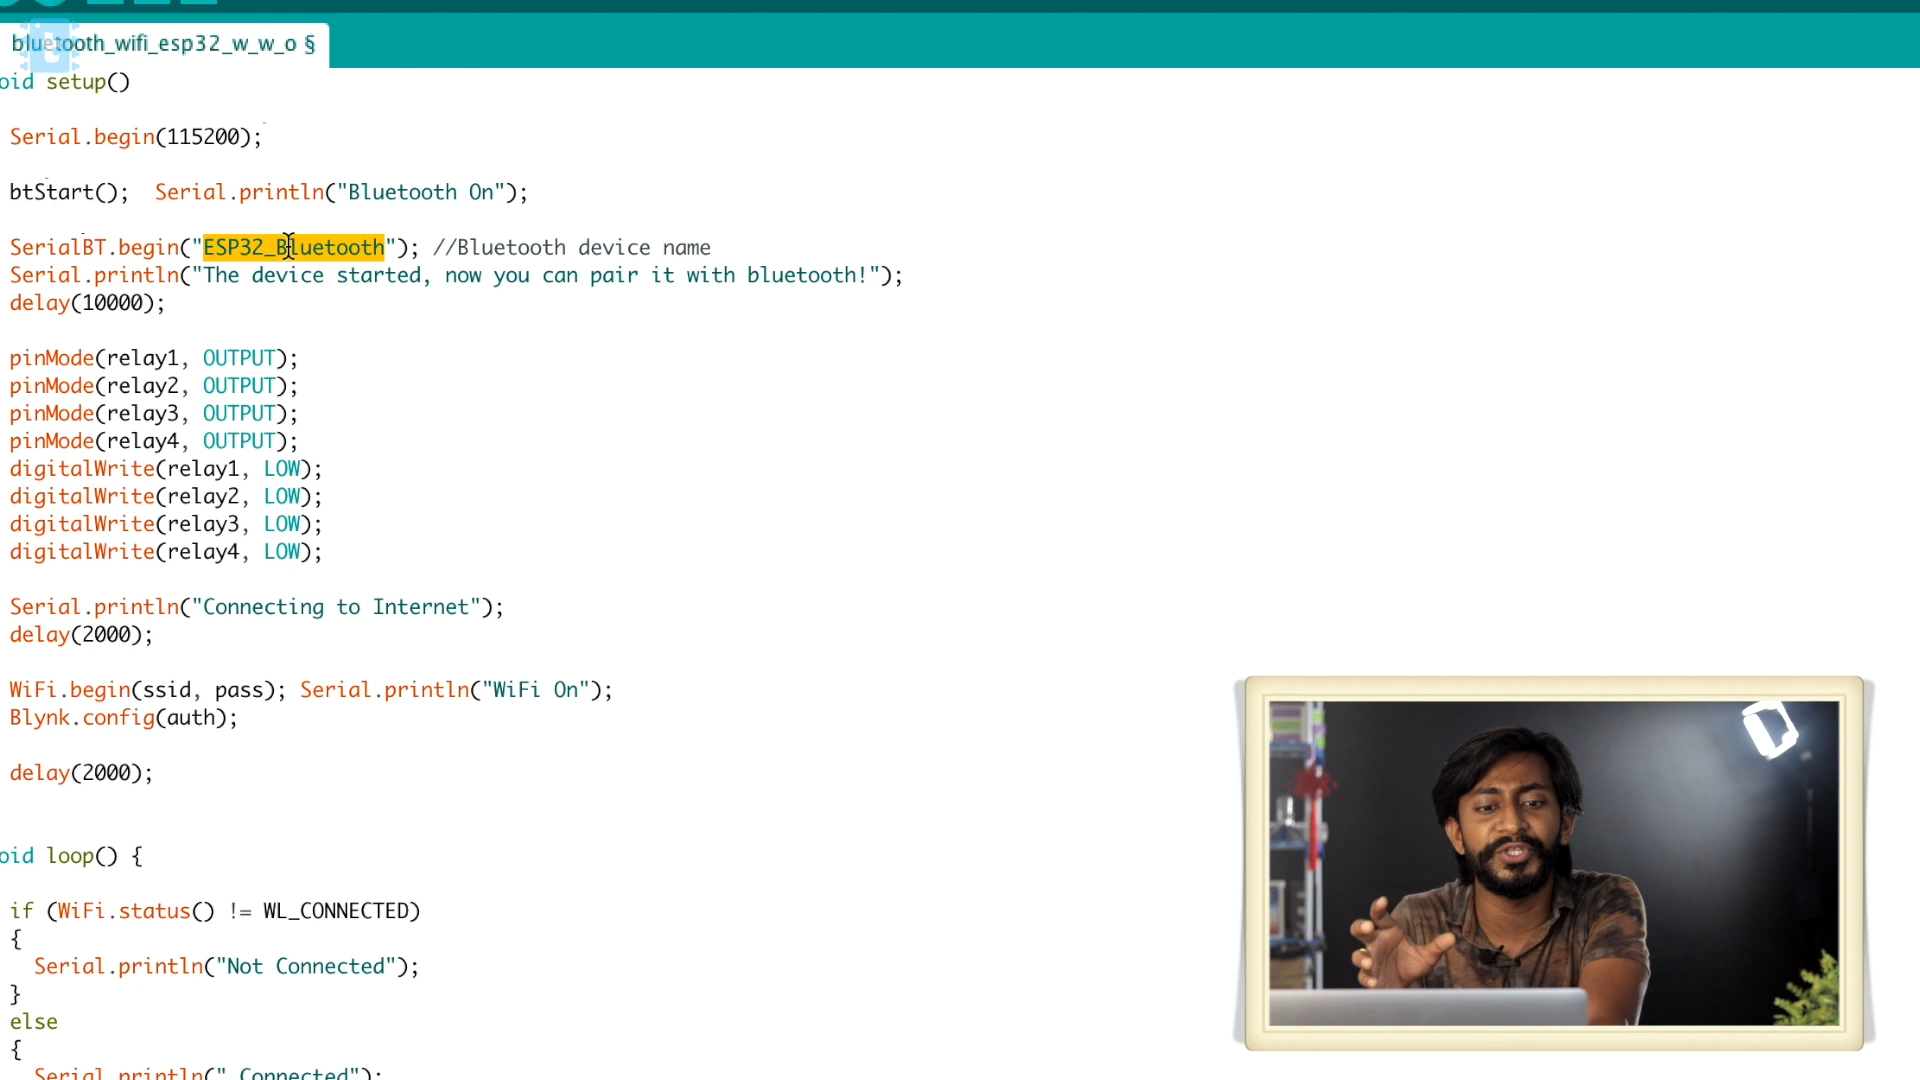 bluetooth_wifi_esp32_w_w_o §
oid setup()
Serial.begin(115200);
btStart();  Serial.println("Bluetooth On");
SerialBT.begin("ESP32_Bluetooth"); //Bluetooth device name
Serial.println("The device started, now you can pair it with bluetooth!");
delay(10000);
pinMode(relay1, OUTPUT);
pinMode(relay2, OUTPUT);
pinMode(relay3, OUTPUT);
pinMode(relay4, OUTPUT);
digitalWrite(relay1, LOW);
digitalWrite(relay2, LOW);
digitalWrite(relay3, LOW);
digitalWrite(relay4, LOW);
Serial.println("Connecting to Internet");
delay(2000);
WiFi.begin(ssid, pass); Serial.println("WiFi On");
Blynk.config(auth);
delay(2000);
oid loop() {
if (WiFi.status() != WL_CONNECTED)
{
Serial.println("Not Connected");
}
else
{
Serial.println(" Connected");